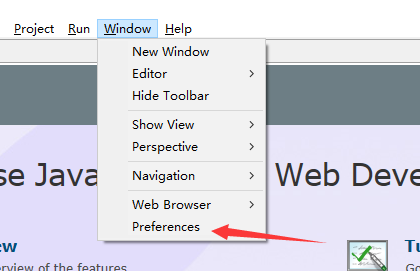 Project Run Window Help
New Window
Editor
Hide Toolbar
Show View
Perspective
Navigation
se Java Web Deve
Web Browser
Preferences
ew Tu
rview of the features Go